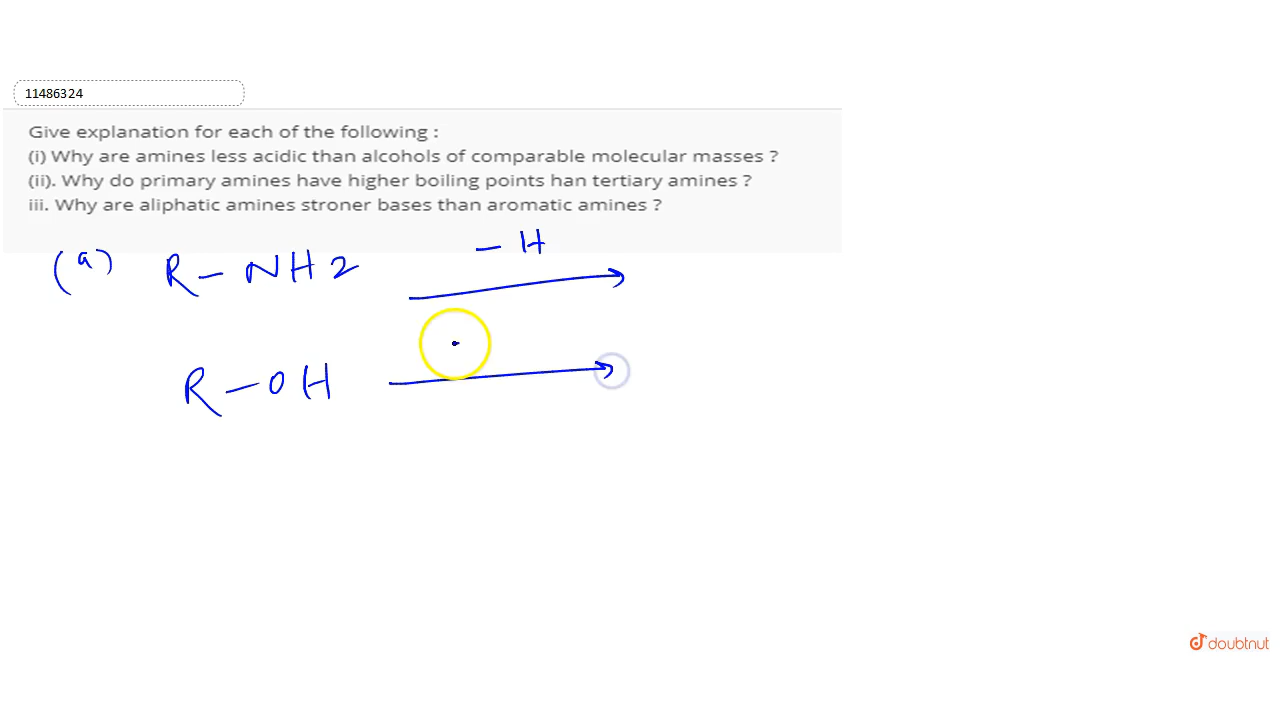 11486324
Give explanation for each of the following :
(i) Why are amines less acidic than alcohols of comparable molecular masses ?
(ii). Why do primary amines have higher boiling points han tertiary amines ?
iii. Why are aliphatic amines stroner bases than aromatic amines ?
(a) R - NH2 - H
R - OH
doubtnut